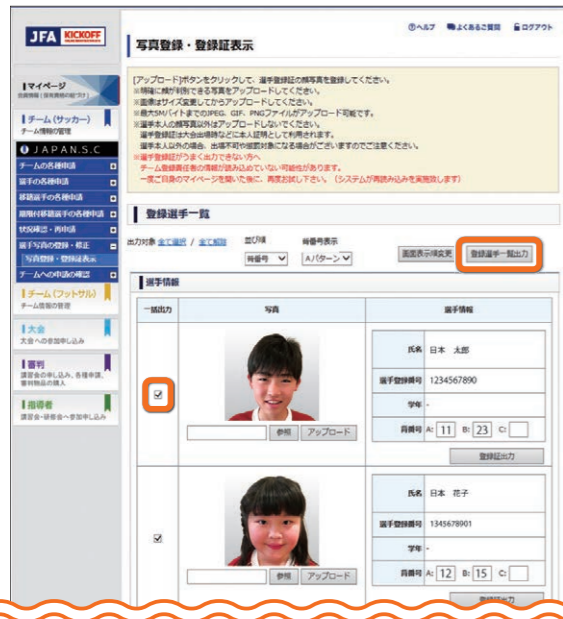 JFA KICKOFF
ヘルプ よくあるご質問 ログアウト
写真登録・登録証表示
マイページ
チーム(サッカー)
チーム情報の管理
JAPAN.S.C
チームの各種申請
選手の各種申請
移籍選手の各種申請
期限付移籍選手の各種申請
状況確認・再申請
選手写真の登録・修正
写真登録・登録証表示
チームへの申請の確認
チーム(フットサル)
チーム情報の管理
大会
大会への参加申し込み
審判
講習会の申し込み、各種申請、
審判物品の購入
指導者
講習会・研修会へ参加申し込み
[アップロード]ボタンをクリックして、選手登録証の顔写真を登録してください。
※明確に顔が判別できる写真をアップロードしてください。
※画像はサイズ変更してからアップロードしてください。
※最大5MバイトまでのJPEG、GIF、PNGファイルがアップロード可能です。
※選手本人の顔写真以外はアップロードしないでください。
選手登録証は大会出場時などに本人証明として利用されます。
選手本人以外の場合、出場不可や懲罰対象になる場合がございますのでご注意ください。
※選手登録証がうまく出力できない方へ
チーム登録責任者の情報が読み込めていない可能性があります。
一度ご自身のマイページを開いた後に、再度お試し下さい。(システムが再読み込みを実施致します)
登録選手一覧
出力対象 全て選択 / 全て解除 並び順 背番号 背番号表示 Aパターン 画面表示順変更 登録選手一覧出力
選手情報
一括出力 写真 選手情報
氏名 日本 太郎
選手登録番号 1234567890
学年 -
背番号 A: 11 B: 23 C:
参照 アップロード
登録証出力
氏名 日本 花子
選手登録番号 1345678901
学年 -
背番号 A: 12 B: 15 C:
参照 アップロード
登録証出力